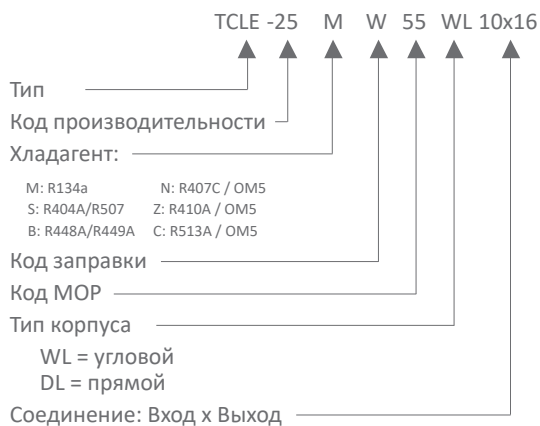 TCLE -25 M W 55 WL 10x16
Тип
Код производительности
Хладагент:
M: R134a N: R407C / OM5
S: R404A/R507 Z: R410A / OM5
B: R448A/R449A C: R513A / OM5
Код заправки
Код МОР
Тип корпуса
WL = угловой
DL = прямой
Соединение: Вход x Выход